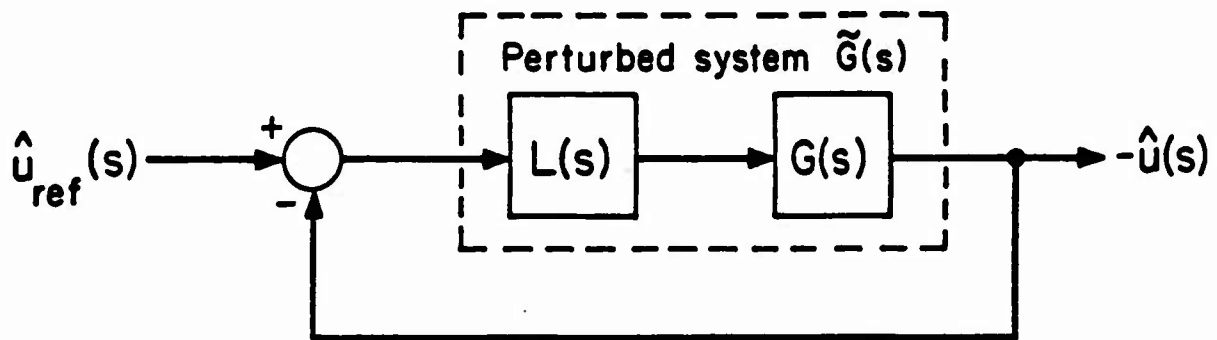 Perturbed system G̃(s)
+
û_ref (s)
L(s)
G(s)
-û(s)
-